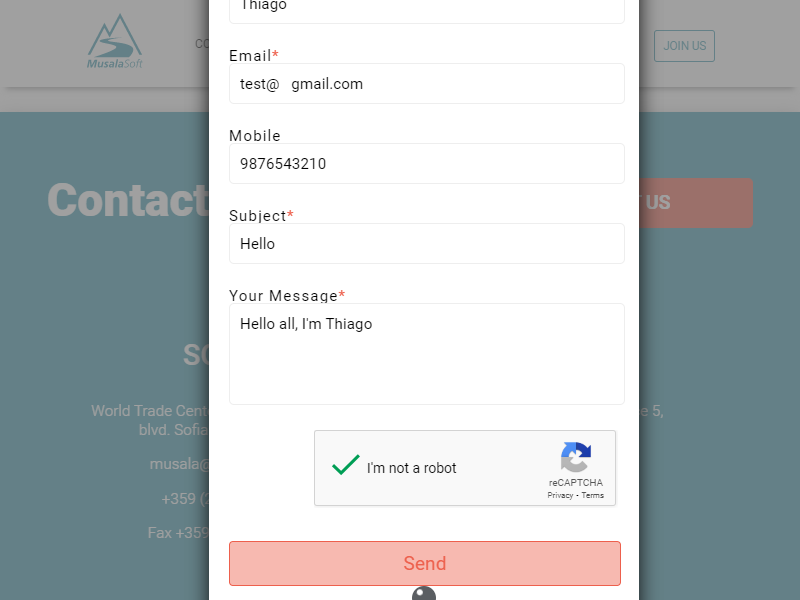 Thiago
MusalaSoft
CO
JOIN US
Email*
test@   gmail.com
Mobile
9876543210
Contact
US
Subject*
Hello
Your Message*
Hello all, I'm Thiago
World Trade Cent
5,
blvd. Sofia
musala@
I'm not a robot
reCAPTCHA
Privacy - Terms
+359 (2
Fax +359
Send